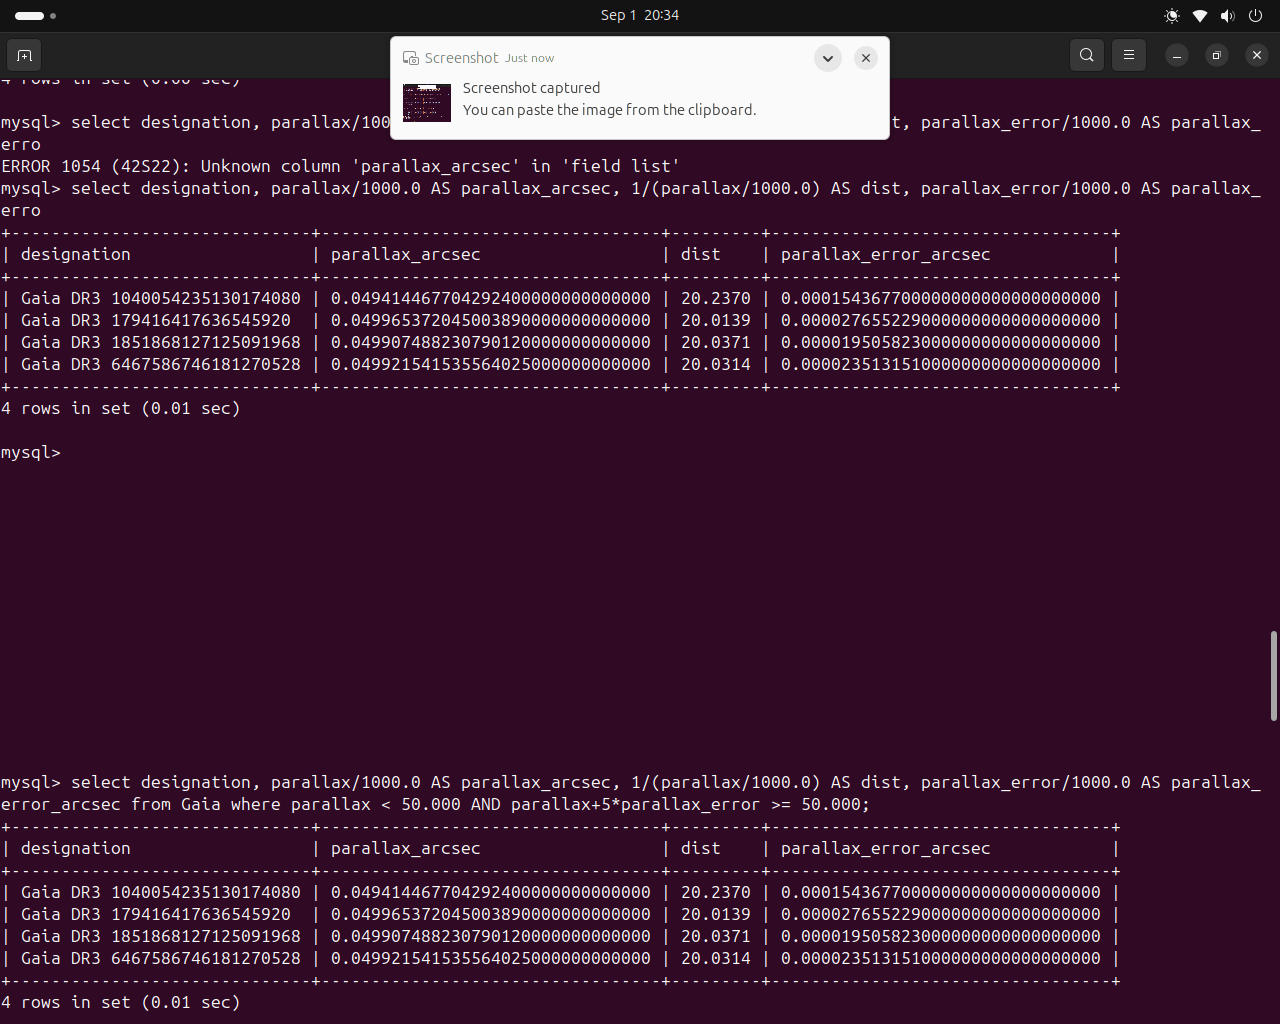 Sep 1 20:34
Screenshot Just now
Screenshot captured
You can paste the image from the clipboard.
4 rows in set (0.00 sec)
mysql> select designation, parallax/100 t, parallax_error/1000.0 AS parallax_
erro
ERROR 1054 (42S22): Unknown column 'parallax_arcsec' in 'field list'
mysql> select designation, parallax/1000.0 AS parallax_arcsec, 1/(parallax/1000.0) AS dist, parallax_error/1000.0 AS parallax_
erro
+------------------------------+----------------------------------+---------+----------------------------------+
| designation                  | parallax_arcsec                  | dist    | parallax_error_arcsec            |
+------------------------------+----------------------------------+---------+----------------------------------+
| Gaia DR3 1040054235130174080 | 0.04941446770429240000000000000​0 | 20.2370 | 0.000154367700000000000000000000 |
| Gaia DR3 179416417636545920  | 0.049965372045003890000000000000 | 20.0139 | 0.000027655229000000000000000000 |
| Gaia DR3 1851868127125091968 | 0.049907488230790120000000000000 | 20.0371 | 0.000019505823000000000000000000 |
| Gaia DR3 6467586746181270528 | 0.049921541535564025000000000000 | 20.0314 | 0.000023513151000000000000000000 |
+------------------------------+----------------------------------+---------+----------------------------------+
4 rows in set (0.01 sec)
mysql>
mysql> select designation, parallax/1000.0 AS parallax_arcsec, 1/(parallax/1000.0) AS dist, parallax_error/1000.0 AS parallax_
error_arcsec from Gaia where parallax < 50.000 AND parallax+5*parallax_error >= 50.000;
+------------------------------+----------------------------------+---------+----------------------------------+
| designation                  | parallax_arcsec                  | dist    | parallax_error_arcsec            |
+------------------------------+----------------------------------+---------+----------------------------------+
| Gaia DR3 1040054235130174080 | 0.049414467704292400000000000000 | 20.2370 | 0.000154367700000000000000000000 |
| Gaia DR3 179416417636545920  | 0.049965372045003890000000000000 | 20.0139 | 0.000027655229000000000000000000 |
| Gaia DR3 1851868127125091968 | 0.049907488230790120000000000000 | 20.0371 | 0.000019505823000000000000000000 |
| Gaia DR3 6467586746181270528 | 0.049921541535564025000000000000 | 20.0314 | 0.000023513151000000000000000000 |
+------------------------------+----------------------------------+---------+----------------------------------+
4 rows in set (0.01 sec)